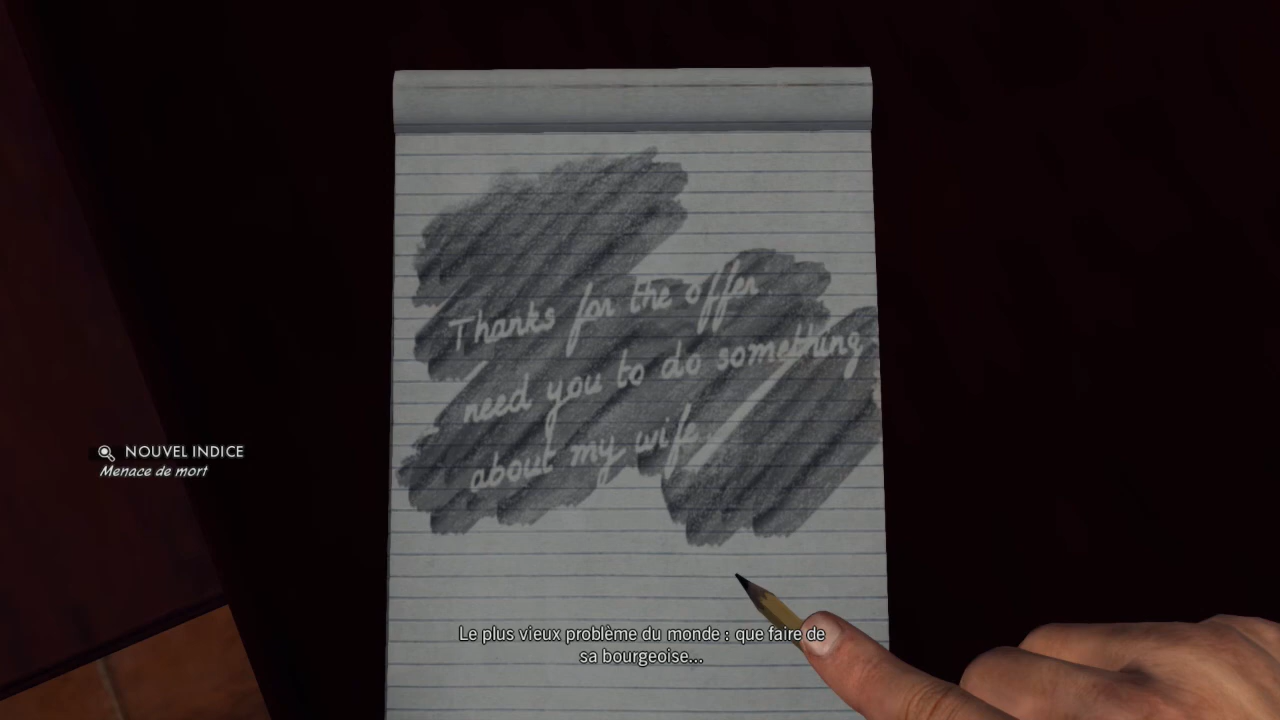 Thanks for the offer.
need you to do something
about my wife.
NOUVEL INDICE
Menace de mort
Le plus vieux problème du monde : que faire de
sa bourgeoise...